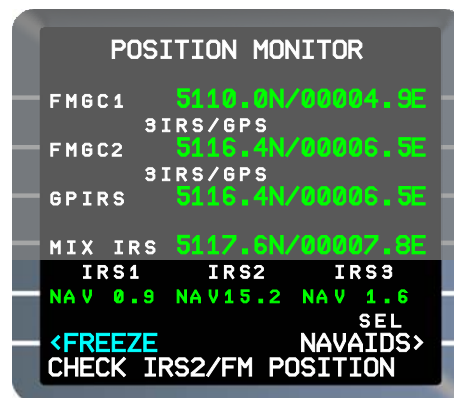 POSITION MONITOR
FMGC1 5110.0N/00004.9E
3IRS/GPS
FMGC2 5116.4N/00006.5E
3IRS/GPS
GPIRS 5116.4N/00006.5E
MIX IRS 5117.6N/00007.8E
IRS1 IRS2 IRS3
NAV 0.9 NAV15.2 NAV 1.6
SEL
<FREEZE NAVAIDS>
CHECK IRS2/FM POSITION